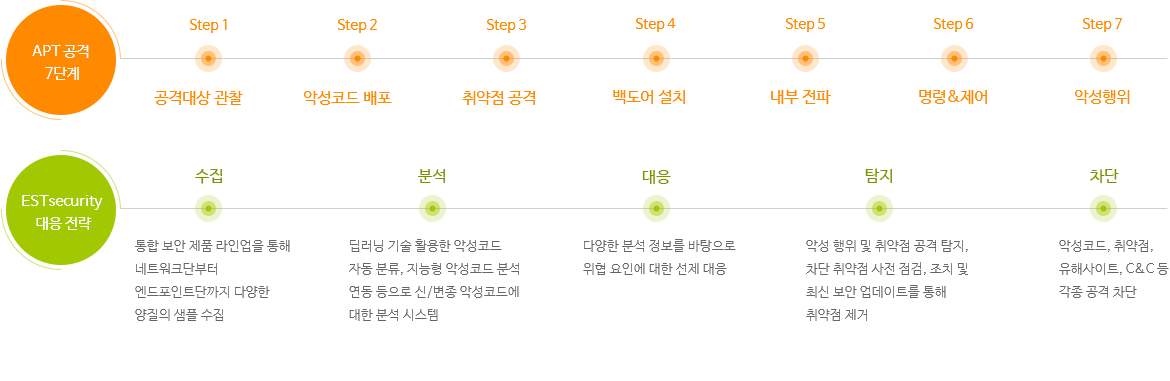 APT 공격
7단계
Step 1
Step 2
Step 3
Step 4
Step 5
Step 6
Step 7
공격대상 관찰
악성코드 배포
취약점 공격
백도어 설치
내부 전파
명령&제어
악성행위
ESTsecurity
대응 전략
수집
통합 보안 제품 라인업을 통해
네트워크단부터
엔드포인트단까지 다양한
양질의 샘플 수집
분석
딥러닝 기술 활용한 악성코드
자동 분류, 지능형 악성코드 분석
연동 등으로 신/변종 악성코드에
대한 분석 시스템
대응
다양한 분석 정보를 바탕으로
위협 요인에 대한 선제 대응
탐지
악성 행위 및 취약점 공격 탐지,
차단 취약점 사전 점검, 조치 및
최신 보안 업데이트를 통해
취약점 제거
차단
악성코드, 취약점,
유해사이트, C&C 등
각종 공격 차단